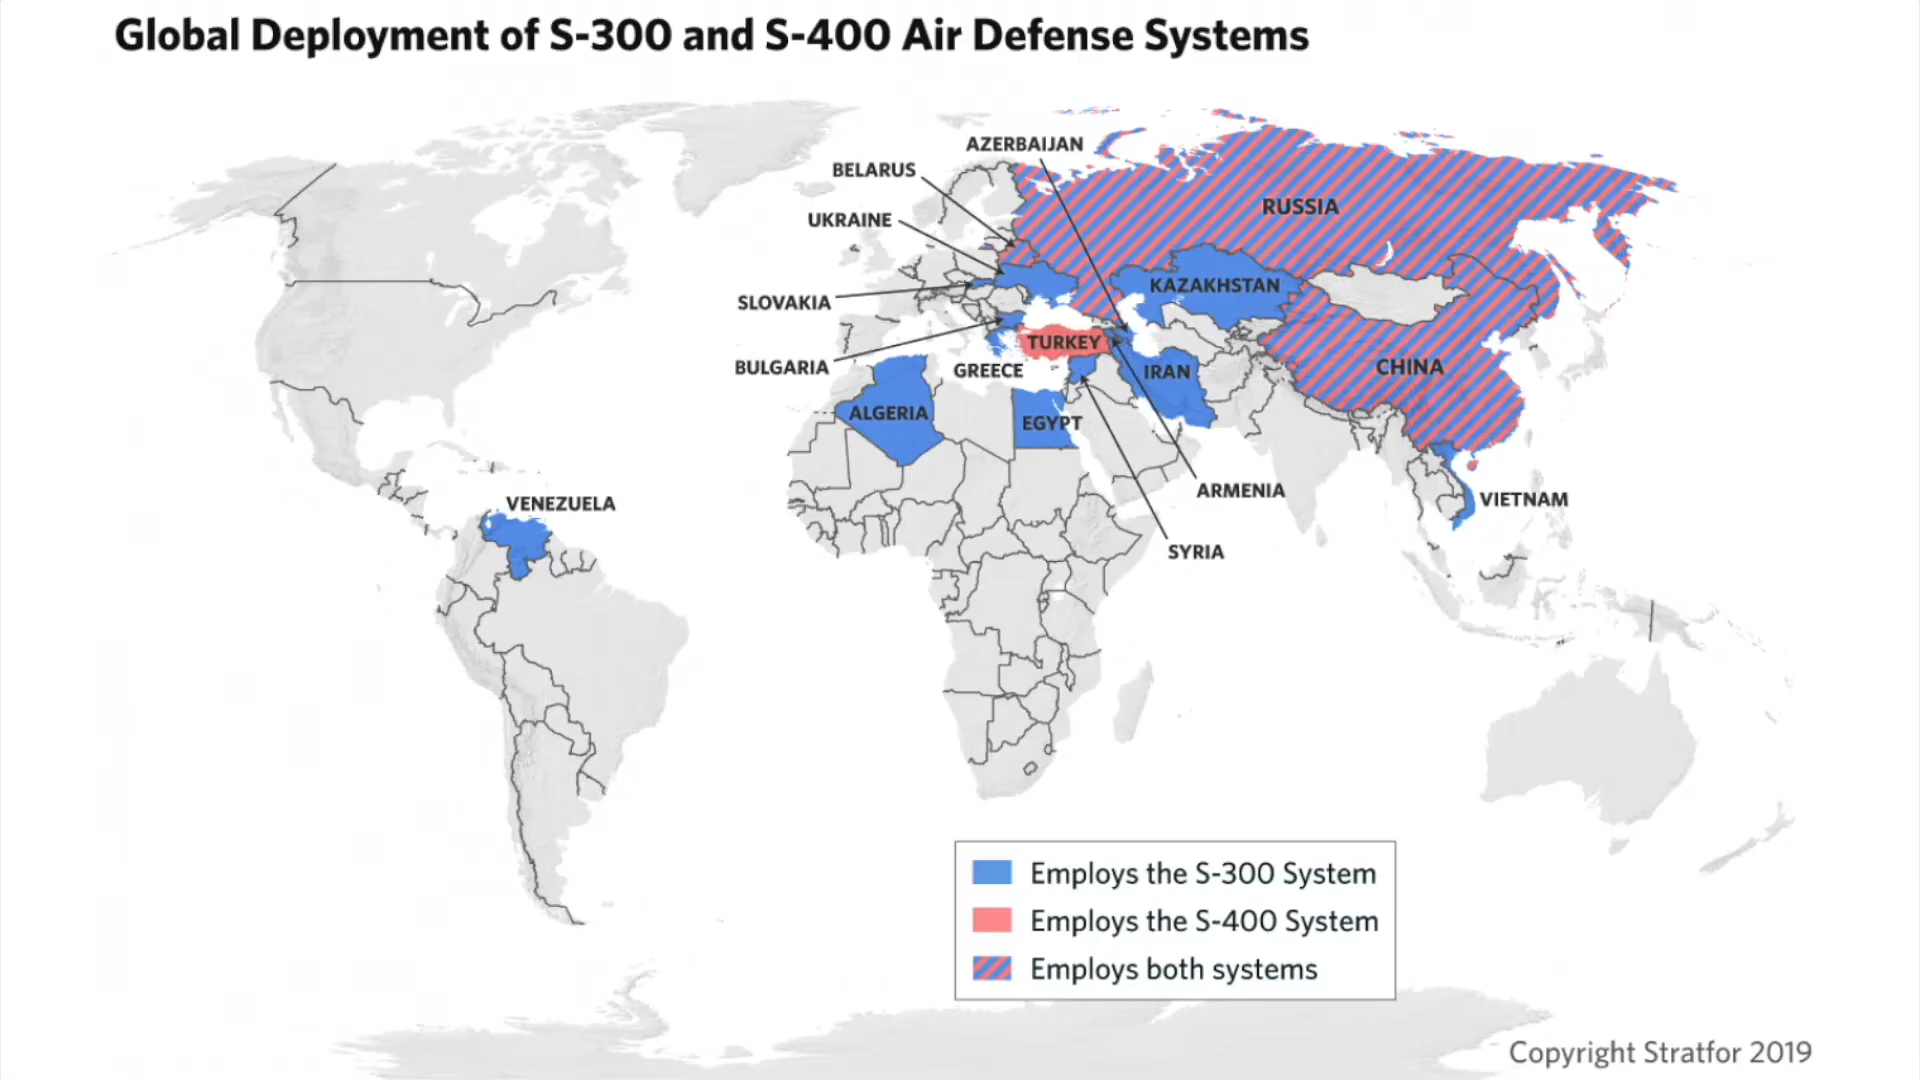 Global Deployment of S-300 and S-400 Air Defense Systems
AZERBAIJAN
BELARUS
RUSSIA
UKRAINE
KAZAKHSTAN
SLOVAKIA
TURKEY
BULGARIA
GREECE
IRAN
CHINA
ALGERIA
EGYPT
ARMENIA
VENEZUELA
VIETNAM
SYRIA
Employs the S-300 System
Employs the S-400 System
Employs both systems
Copyright Stratfor 2019